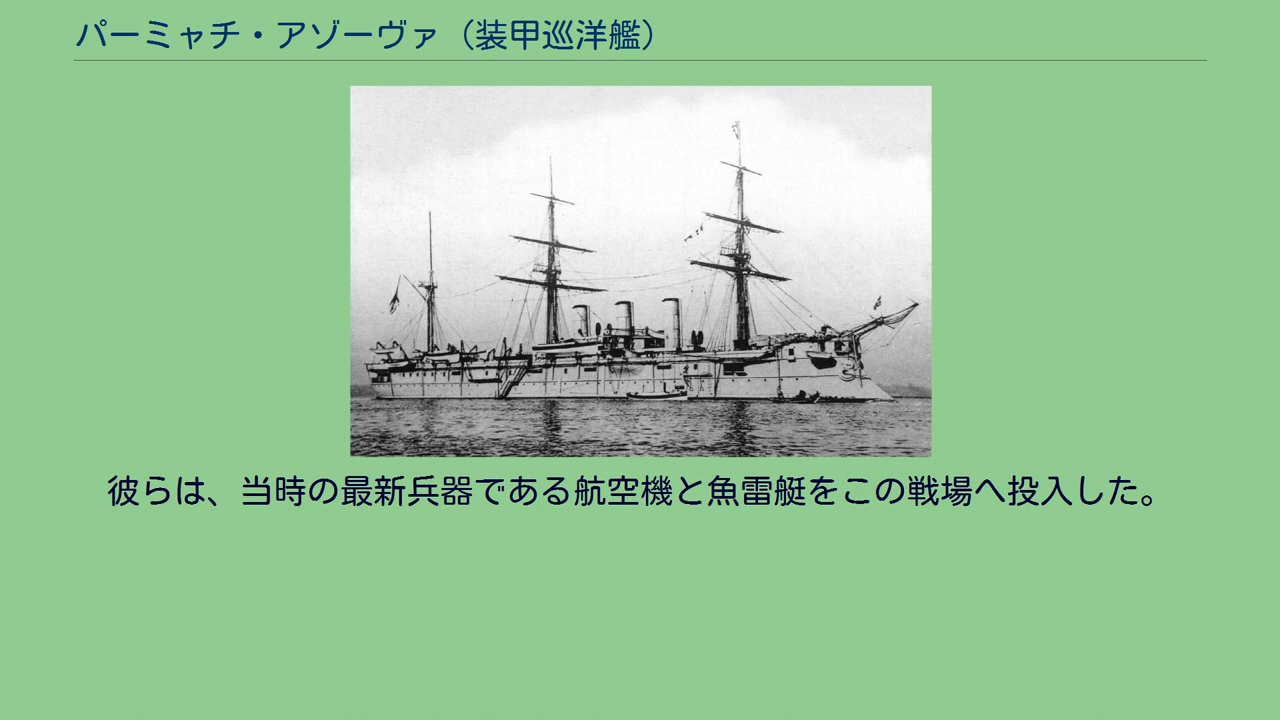 パーミャチ・アゾーヴァ（装甲巡洋艦）
彼らは、当時の最新兵器である航空機と魚雷艇をこの戦場へ投入した。